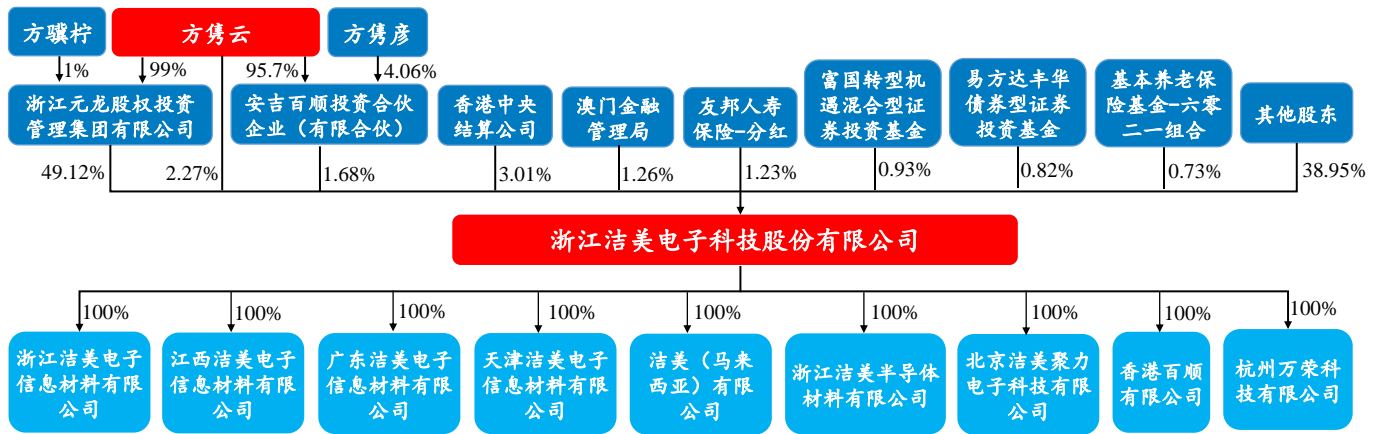 方骥柠
方隽云
方隽彦
1%
99%
95.7%
4.06%
浙江元龙股权投资
管理集团有限公司
安吉百顺投资合伙
企业（有限合伙）
香港中央
结算公司
澳门金融
管理局
友邦人寿
保险-分红
富国转型机
遇混合型证
券投资基金
易方达丰华
债券型证券
投资基金
基本养老保
险基金-六零
二一组合
其他股东
49.12%
2.27%
1.68%
3.01%
1.26%
1.23%
0.93%
0.82%
0.73%
38.95%
浙江洁美电子科技股份有限公司
100%
100%
100%
100%
100%
100%
100%
100%
100%
浙江洁美电子
信息材料有限
公司
江西洁美电子
信息材料有限
公司
广东洁美电子
信息材料有限
公司
天津洁美电子
信息材料有限
公司
洁美（马来
西亚）有限
公司
浙江洁美半导体
材料有限公司
北京洁美聚力
电子科技有限
公司
香港百顺
有限公司
杭州万荣科
技有限公司